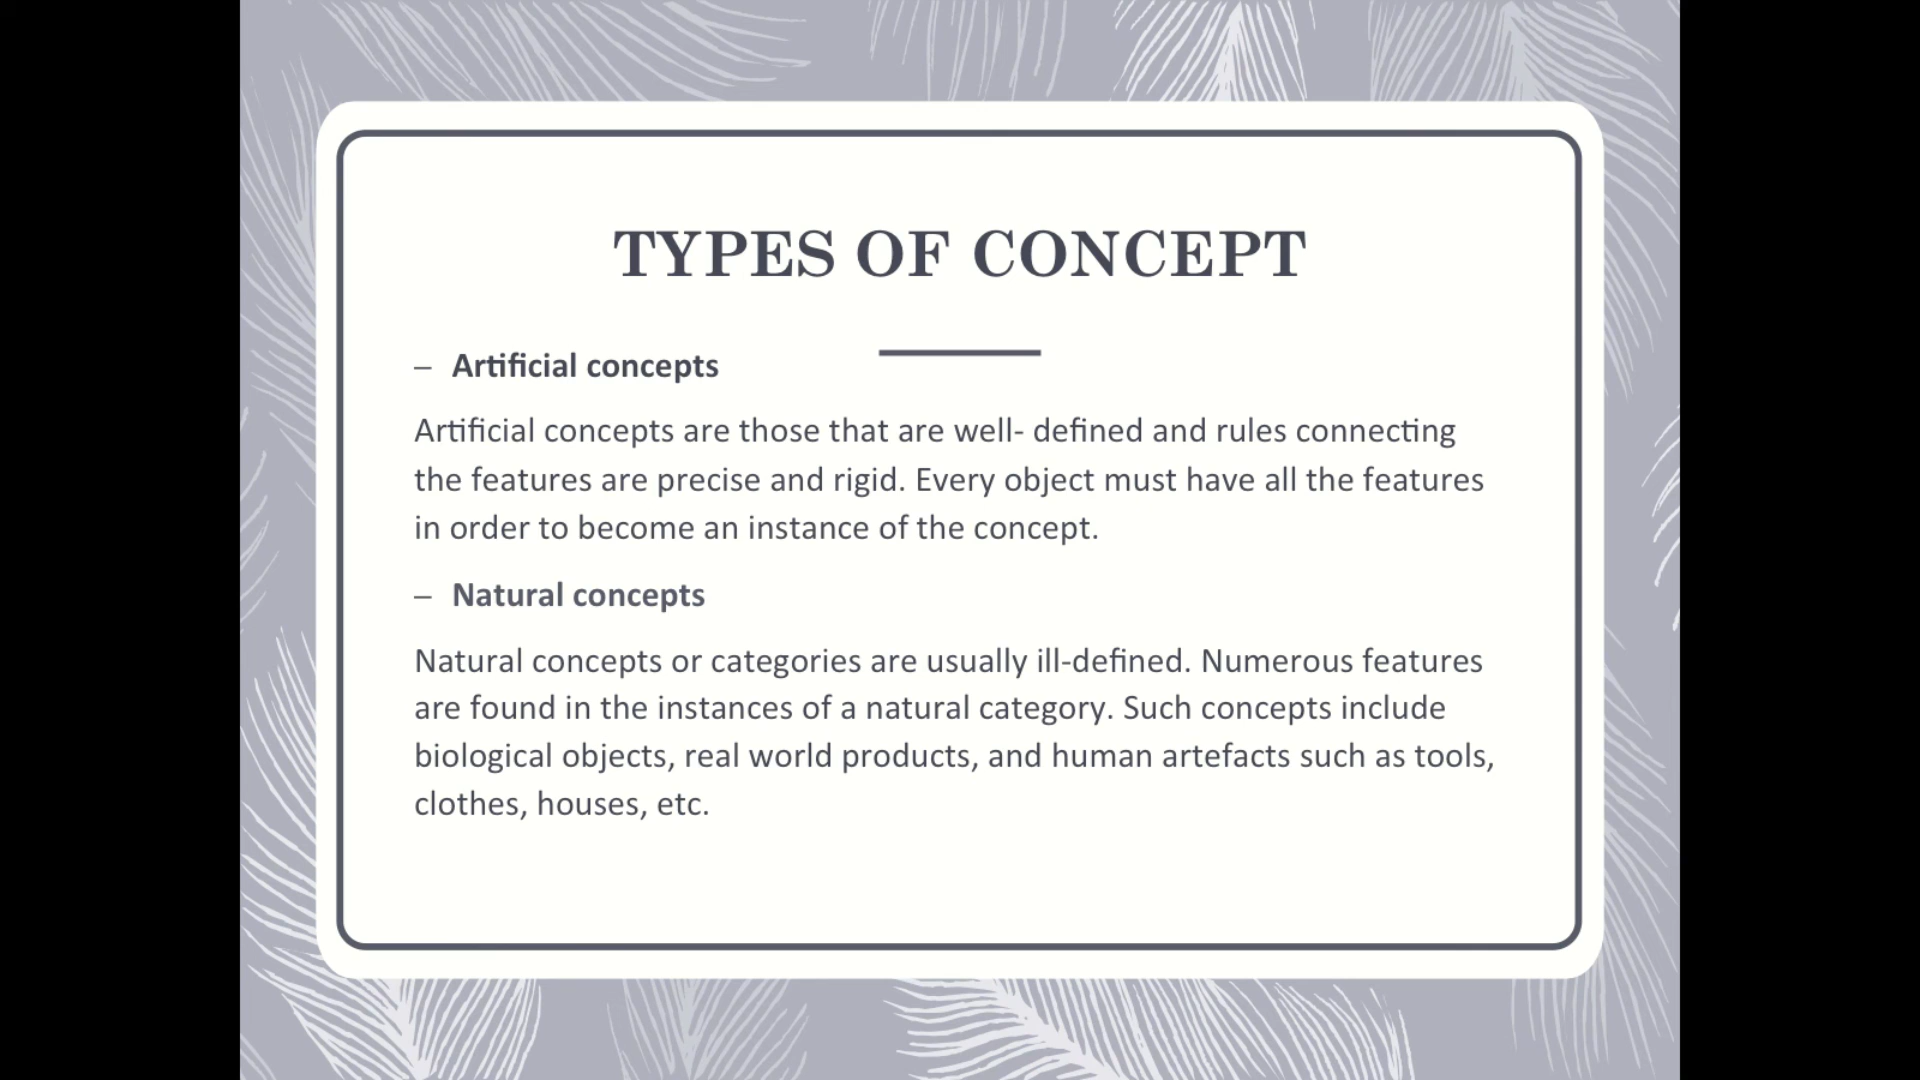 TYPES OF CONCEPT
– Artificial concepts
Artificial concepts are those that are well- defined and rules connecting
the features are precise and rigid. Every object must have all the features
in order to become an instance of the concept.
– Natural concepts
Natural concepts or categories are usually ill-defined. Numerous features
are found in the instances of a natural category. Such concepts include
biological objects, real world products, and human artefacts such as tools,
clothes, houses, etc.